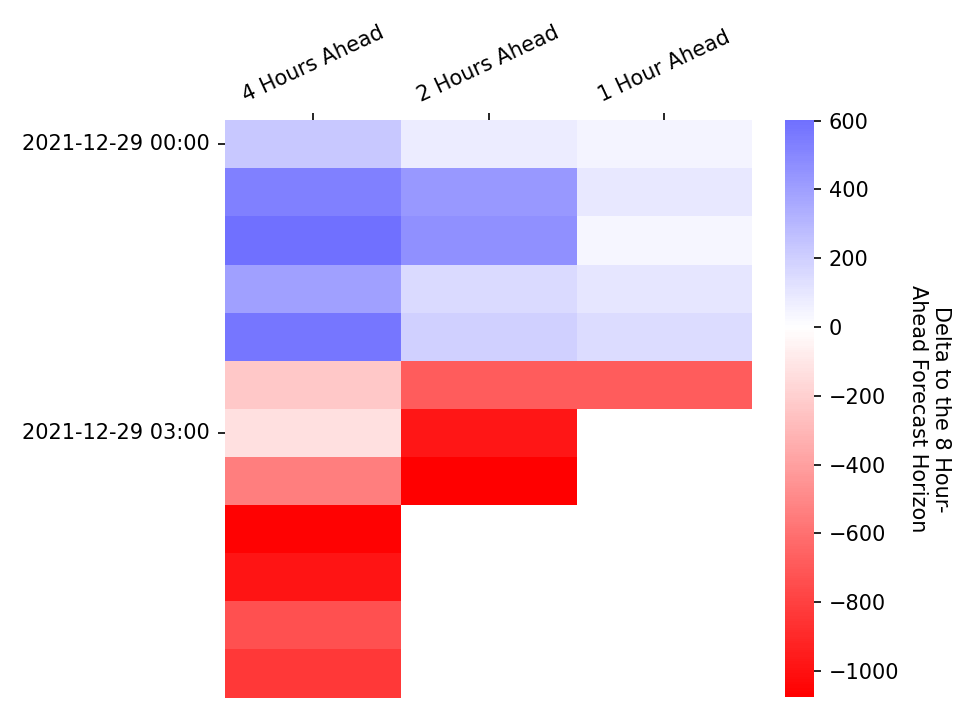 4 Hours Ahead
2 Hours Ahead
1 Hour Ahead
2021-12-29 00:00
2021-12-29 03:00
600
400
200
0
−200
−400
−600
−800
−1000
Delta to the 8 Hour-
Ahead Forecast Horizon